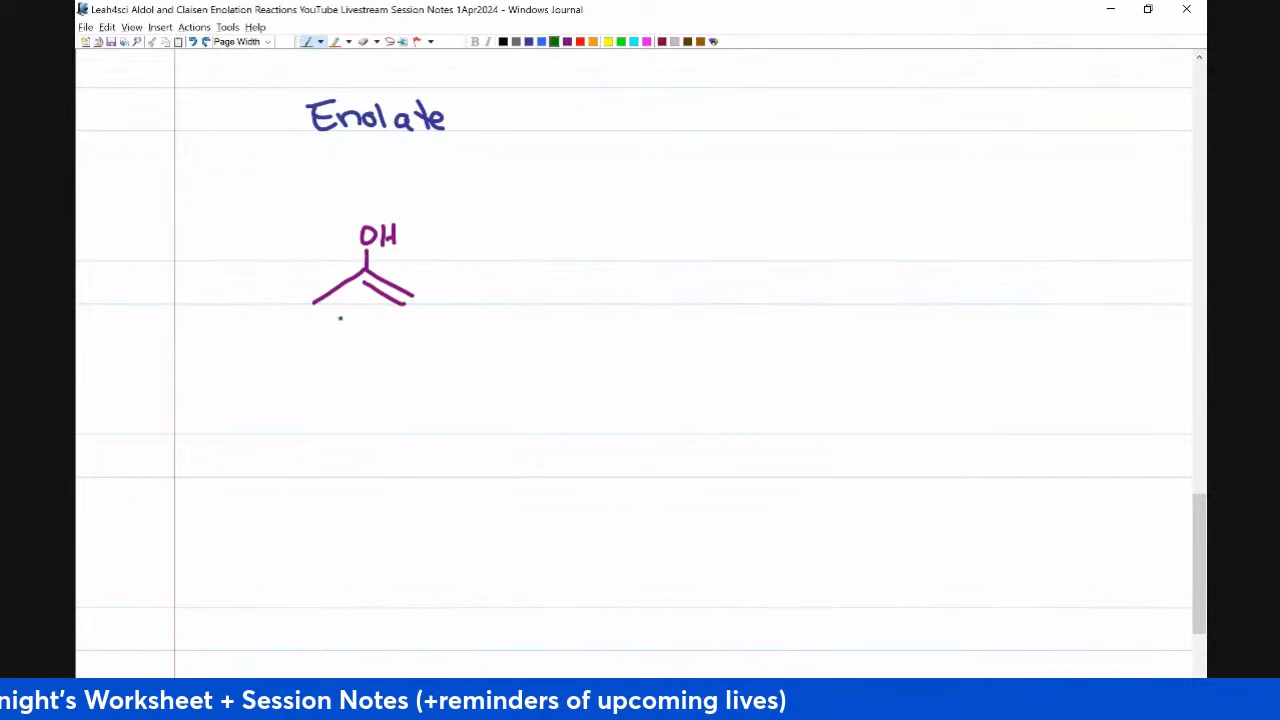 Leah4sci Aldol and Claisen Enolation Reactions YouTube Livestream Session Notes 1Apr2024 - Windows Journal
File Edit View Insert Actions Tools Help
Page Width B I
Enolate
OH
night's Worksheet + Session Notes (+reminders of upcoming lives)